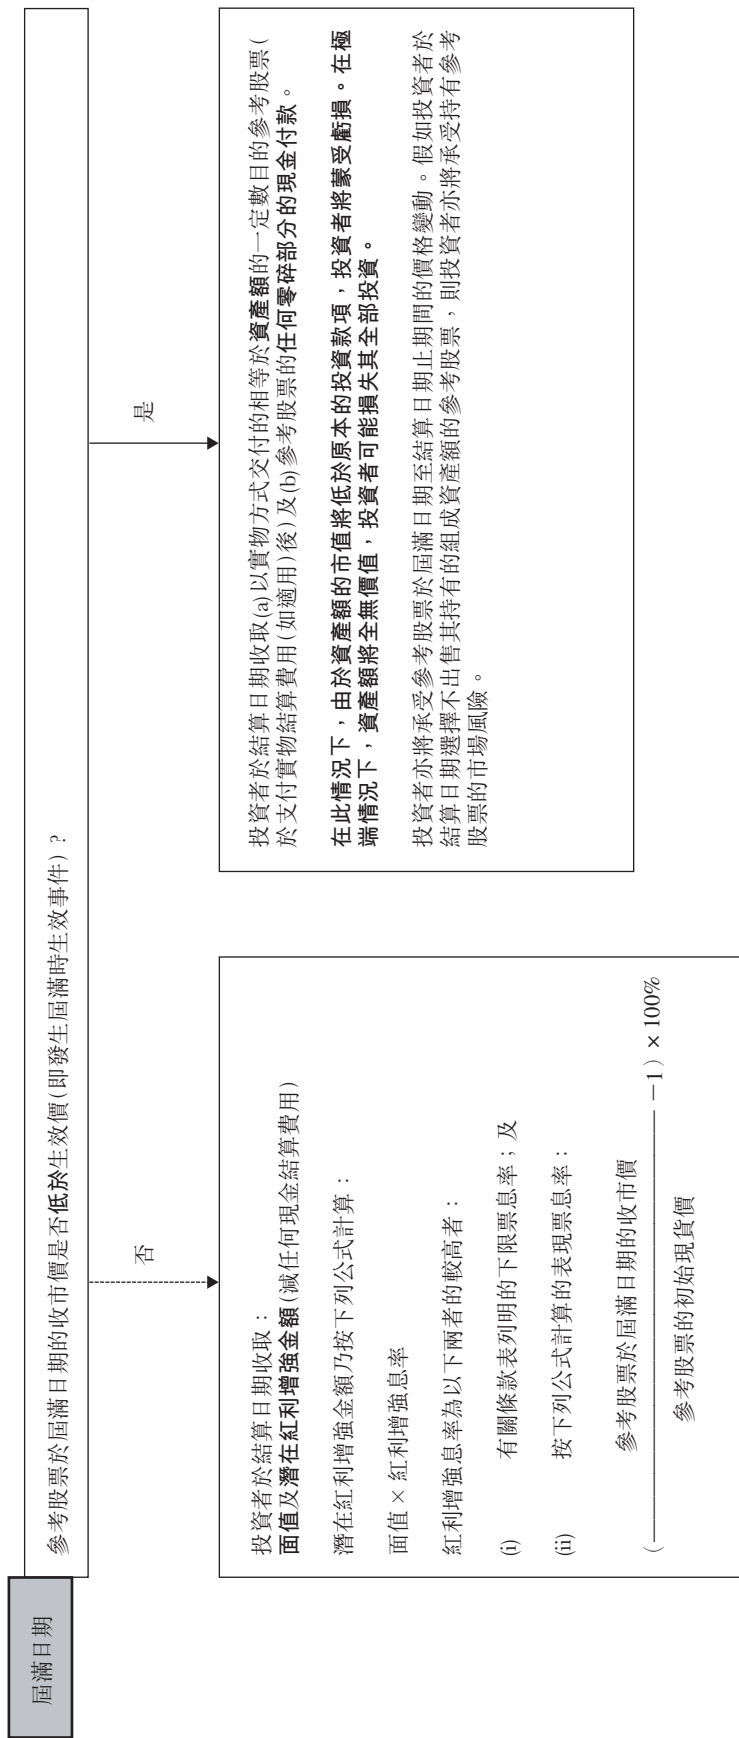 屆滿日期
參考股票於屆滿日期的收市價是否低於生效價(即發生屆滿時生效事件)?
否
投資者於結算日期收取：
面值及潛在紅利增強金額(減任何現金結算費用)
潛在紅利增強金額乃按下列公式計算：
面值 × 紅利增強息率
紅利增強息率為以下兩者的較高者：
(i) 有關條款表列明的下限票息率；及
(ii) 按下列公式計算的表現票息率：
參考股票於屆滿日期的收市價
( —1 ) × 100%
參考股票的初始現貨價
是
投資者於結算日期收取(a)以實物方式交付的相等於資產額的一定數目的參考股票(
於支付實物結算費用(如適用)後)及(b)參考股票的任何零碎部分的現金付款。
在此情況下，由於資產額的市值將低於原本的投資款項，投資者將蒙受虧損。在極
端情況下，資產額將全無價值，投資者可能損失其全部投資。
投資者亦將承受參考股票於屆滿日期至結算日期止期間的價格變動。假如投資者於
結算日期選擇不出售其持有的組成資產額的參考股票，則投資者亦將承受持有參考
股票的市場風險。